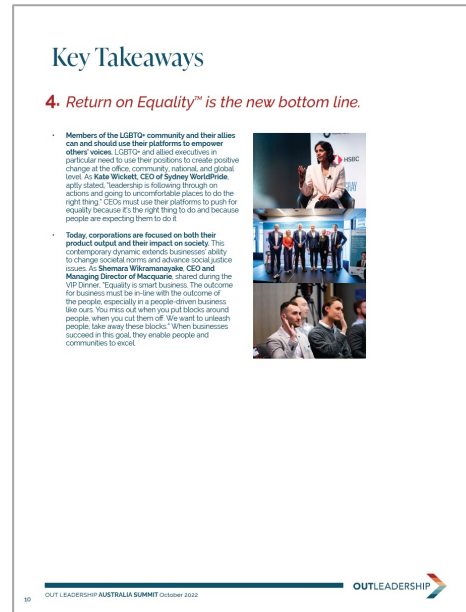 Key Takeaways
4. Return on Equality™ is the new bottom line.
• Members of the LGBTQ+ community and their allies
can and should use their platforms to empower
others' voices. LGBTQ+ and allied executives in
particular need to use their positions to create positive
change at the office, community, national, and global
level. As Kate Wickett, CEO of Sydney WorldPride,
aptly stated, "leadership is following through on
actions and going to uncomfortable places to do the
right thing." CEOs must use their platforms to push for
equality because it's the right thing to do and because
people are expecting them to do it.
• Today, corporations are focused on both their
product output and their impact on society. This
contemporary dynamic extends businesses' ability
to change societal norms and advance social justice
issues. As Shemara Wikramanayake, CEO and
Managing Director of Macquarie, shared during the
VIP Dinner, "Equality is smart business. The outcome
for business must be in-line with the outcome of
the people, especially in a people-driven business
like ours. You miss out when you put blocks around
people, when you cut them off. We want to unleash
people, take away these blocks." When businesses
succeed in this goal, they enable people and
communities to excel.
HSBC
OUTLEADERSHIP
OUT LEADERSHIP AUSTRALIA SUMMIT October 2022
10